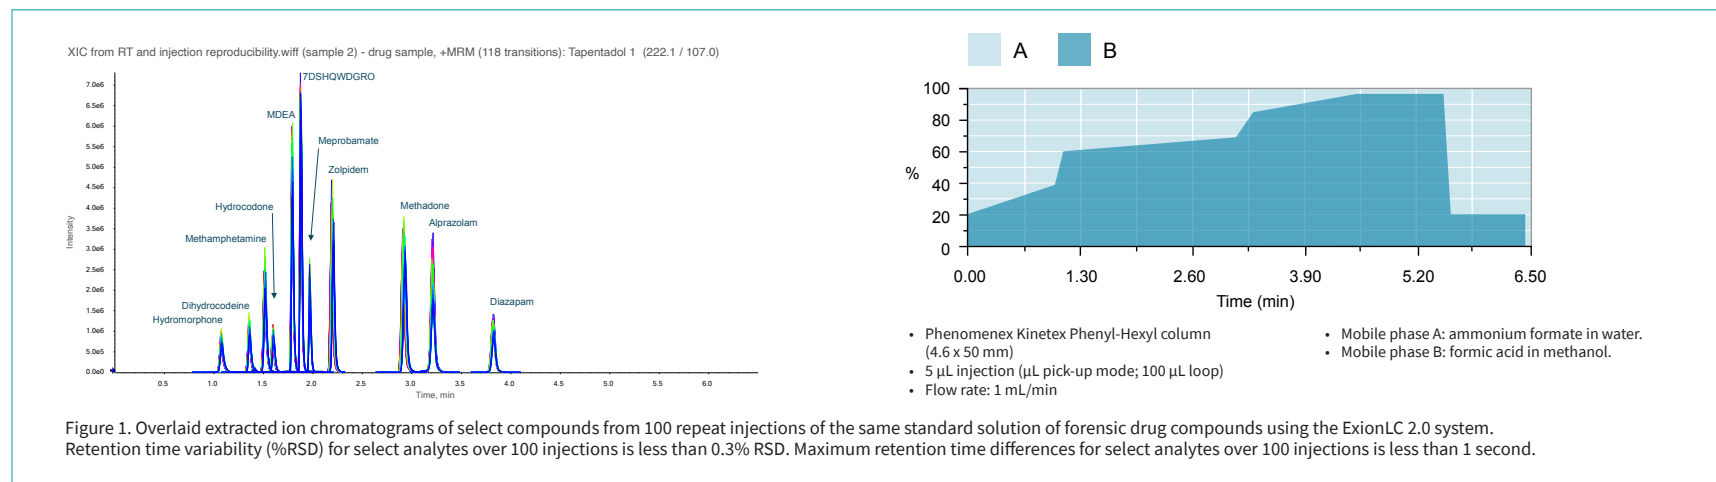 XIC from RT and injection reproducibility.wiff (sample 2) - drug sample, +MRM (118 transitions): Tapentadol 1 (222.1 / 107.0)
7.0e6
6.5e6
6.0e6
5.5e6
5.0e6
4.5e6
4.0e6
3.5e6
3.0e6
2.5e6
2.0e6
1.5e6
1.0e6
5.0e5
0.0e0
Intensity
7DSHQWDGRO
MDEA
Meprobamate
Zolpidem
Hydrocodone
Methadone
Alprazolam
Methamphetamine
Dihydrocodeine
Hydromorphone
Diazapam
0.5 1.0 1.5 2.0 2.5 3.0 3.5 4.0 4.5 5.0 5.5 6.0
Time, min
A B
100
80
60
40
20
0
%
0.00 1.30 2.60 3.90 5.20 6.50
Time (min)
• Phenomenex Kinetex Phenyl-Hexyl column
(4.6 x 50 mm)
• 5 µL injection (µL pick-up mode; 100 µL loop)
• Flow rate: 1 mL/min
• Mobile phase A: ammonium formate in water.
• Mobile phase B: formic acid in methanol.
Figure 1. Overlaid extracted ion chromatograms of select compounds from 100 repeat injections of the same standard solution of forensic drug compounds using the ExionLC 2.0 system.
Retention time variability (%RSD) for select analytes over 100 injections is less than 0.3% RSD. Maximum retention time differences for select analytes over 100 injections is less than 1 second.